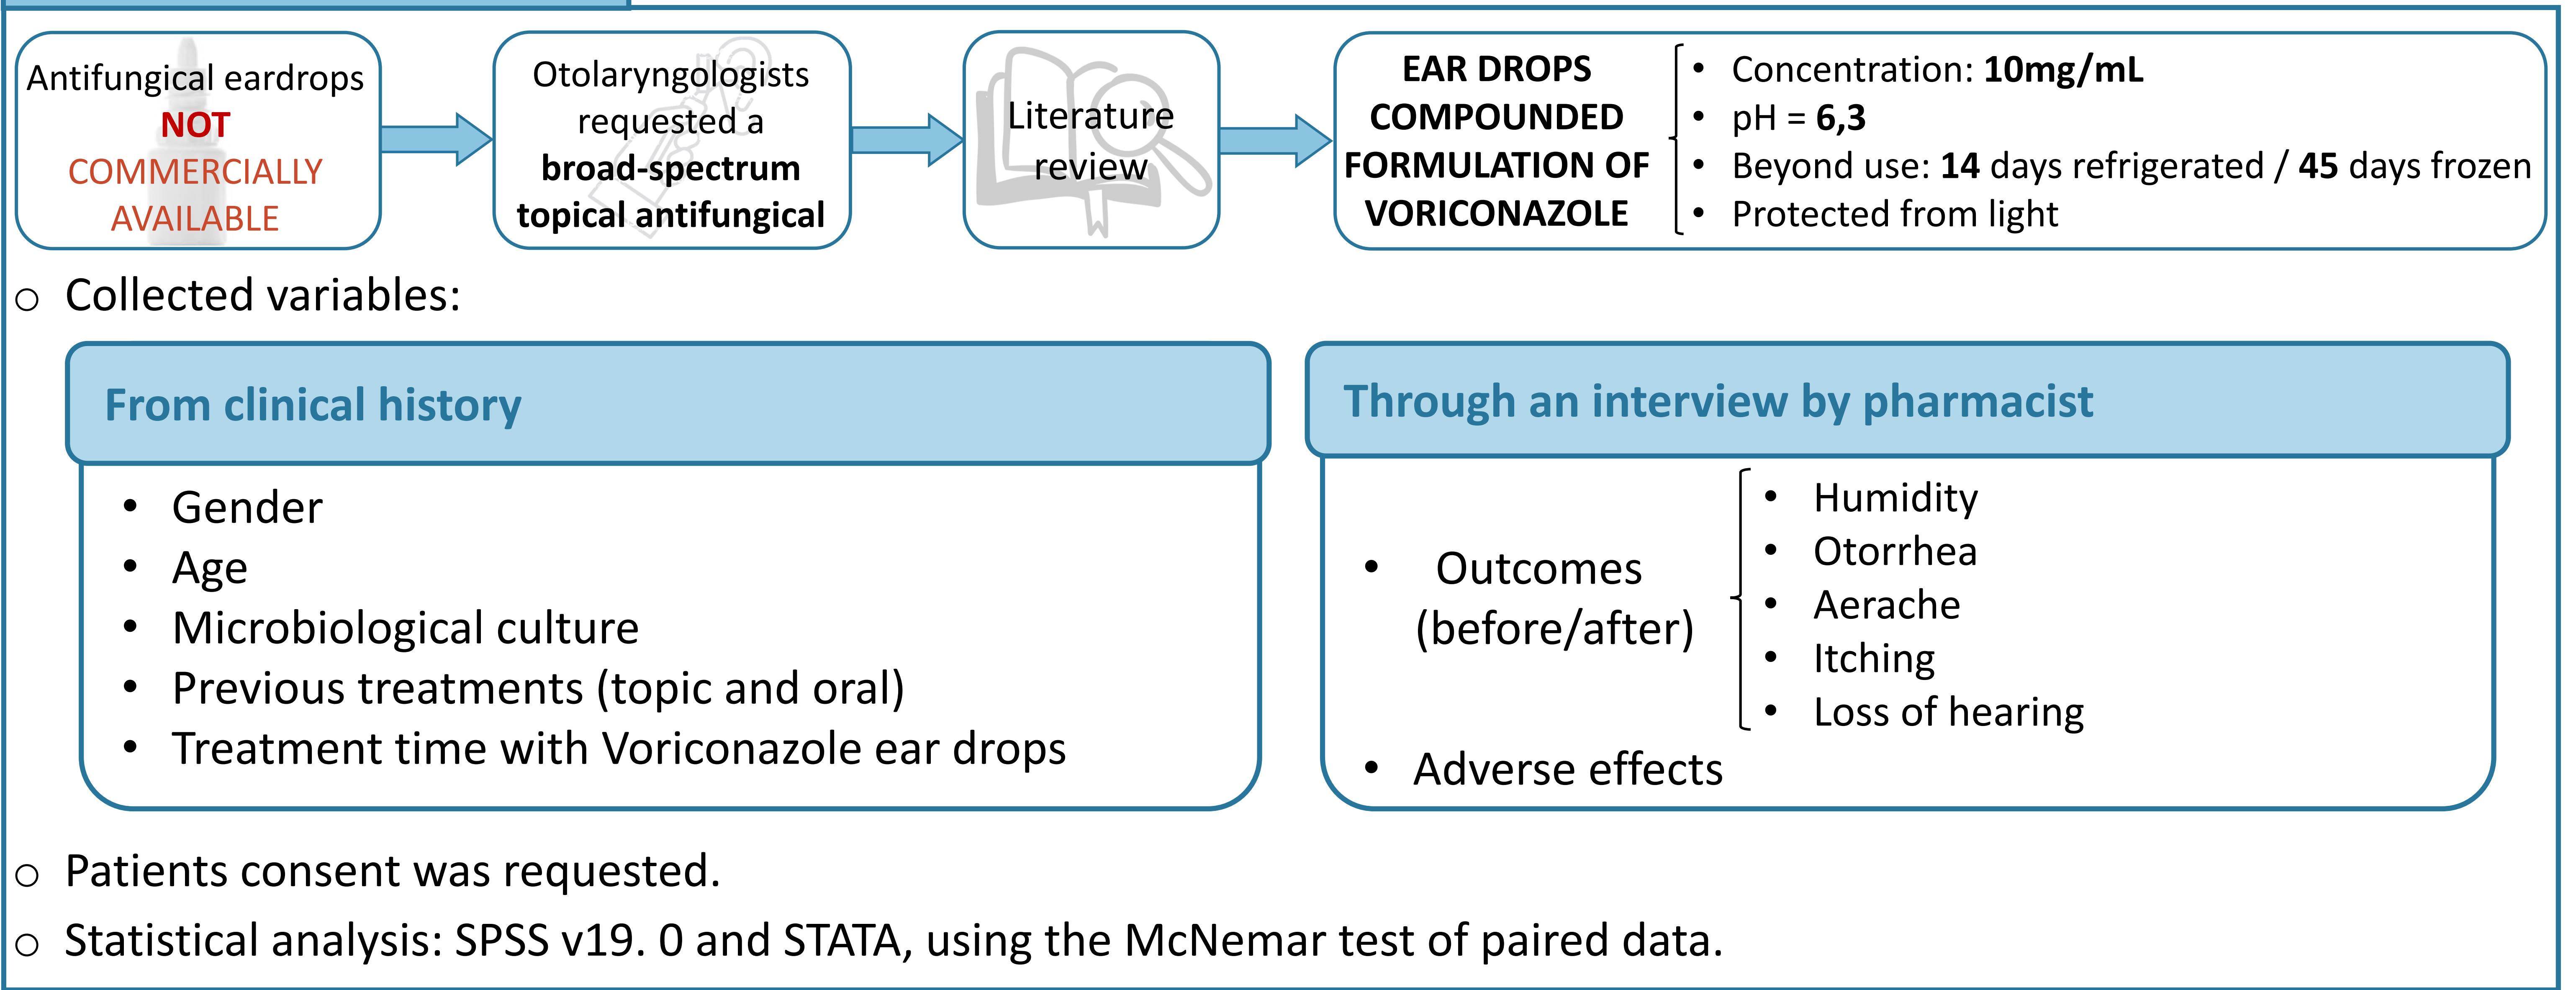 Antifungical eardrops
NOT
COMMERCIALLY
AVAILABLE
Otolaryngologists
requested a
broad-spectrum
topical antifungical
Literature
review
EAR DROPS
COMPOUNDED
FORMULATION OF
VORICONAZOLE
• Concentration: 10mg/mL
• pH = 6,3
• Beyond use: 14 days refrigerated / 45 days frozen
• Protected from light
o Collected variables:
From clinical history
• Gender
• Age
• Microbiological culture
• Previous treatments (topic and oral)
• Treatment time with Voriconazole ear drops
Through an interview by pharmacist
• Outcomes
(before/after)
• Humidity
• Otorrhea
• Aerache
• Itching
• Loss of hearing
• Adverse effects
o Patients consent was requested.
o Statistical analysis: SPSS v19. 0 and STATA, using the McNemar test of paired data.